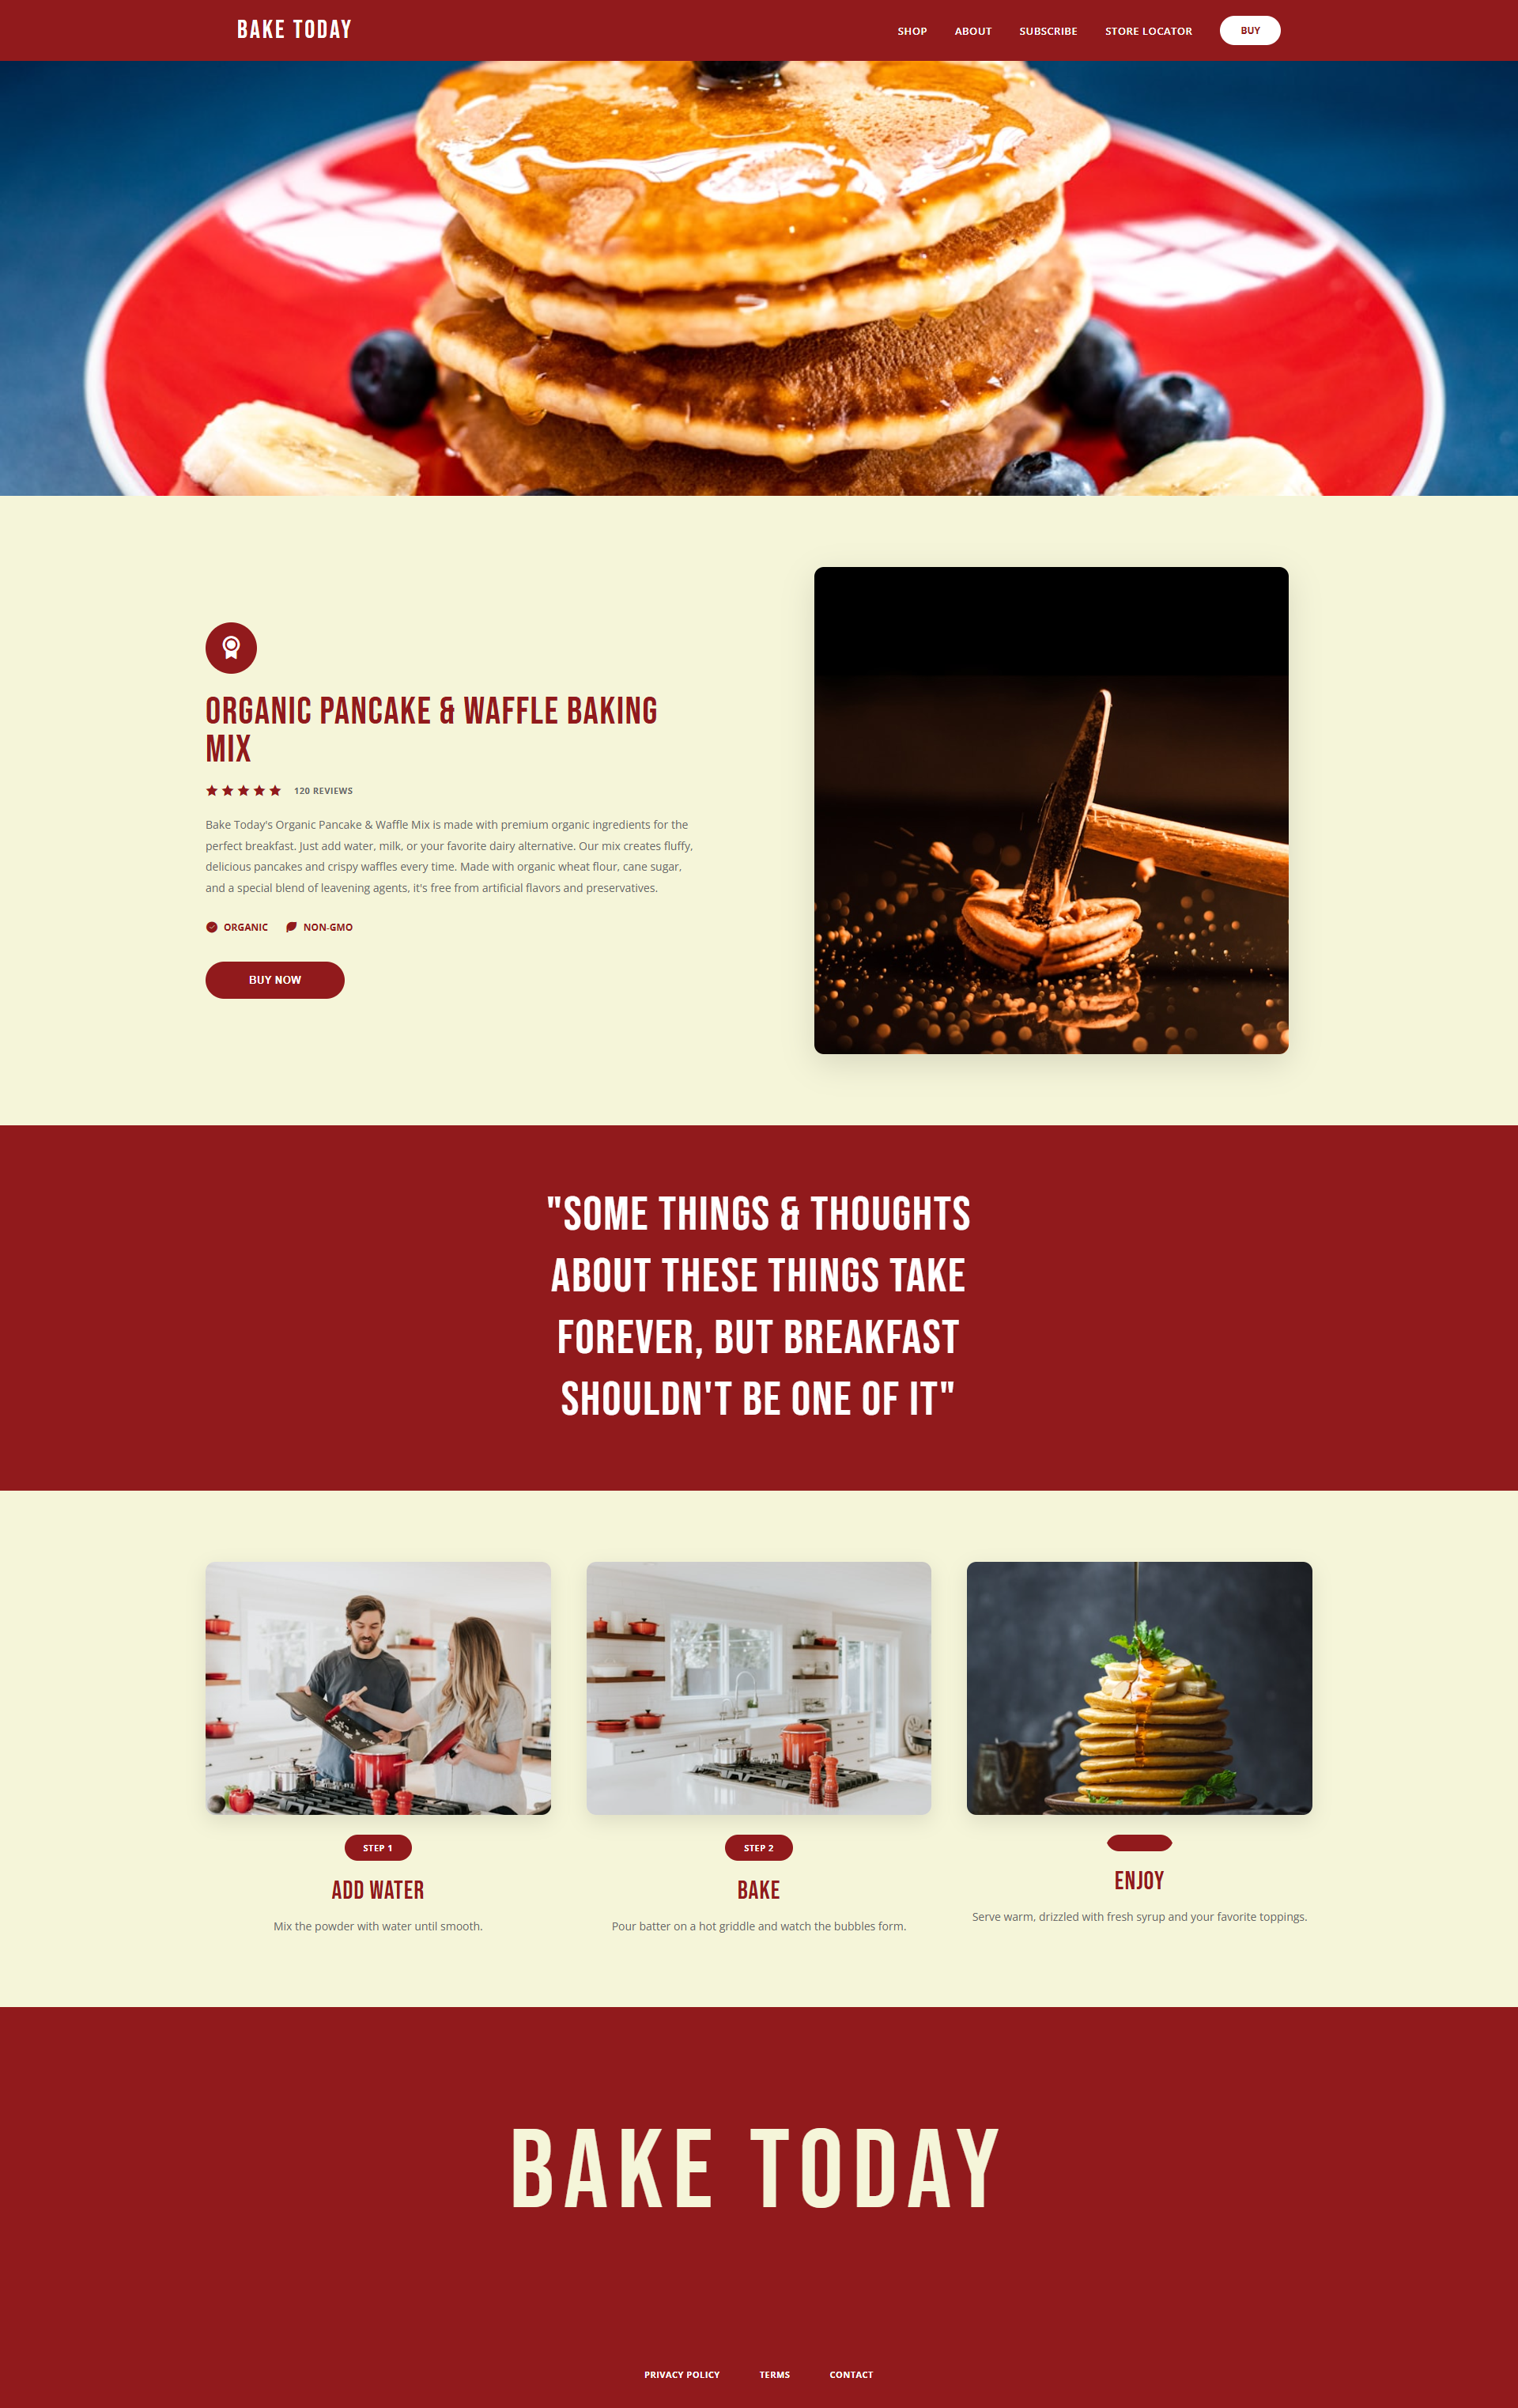 BAKE TODAY
SHOP ABOUT SUBSCRIBE STORE LOCATOR BUY
ORGANIC PANCAKE & WAFFLE BAKING
MIX
120 REVIEWS
Bake Today's Organic Pancake & Waffle Mix is made with premium organic ingredients for the
perfect breakfast. Just add water, milk, or your favorite dairy alternative. Our mix creates fluffy,
delicious pancakes and crispy waffles every time. Made with organic wheat flour, cane sugar,
and a special blend of leavening agents, it's free from artificial flavors and preservatives.
ORGANIC NON-GMO
BUY NOW
"SOME THINGS & THOUGHTS
ABOUT THESE THINGS TAKE
FOREVER, BUT BREAKFAST
SHOULDN'T BE ONE OF IT"
STEP 1
ADD WATER
Mix the powder with water until smooth.
STEP 2
BAKE
Pour batter on a hot griddle and watch the bubbles form.
ENJOY
Serve warm, drizzled with fresh syrup and your favorite toppings.
BAKE TODAY
PRIVACY POLICY TERMS CONTACT